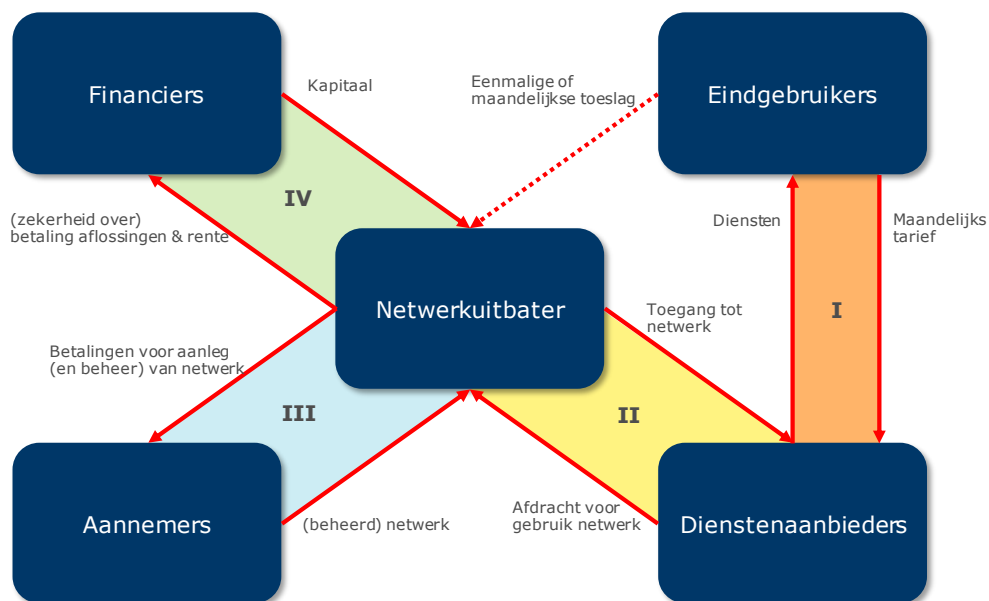 Financiers
Kapitaal
Eenmalige of
maandelijkse toeslag
Eindgebruikers
IV
(zekerheid over)
betaling aflossingen & rente
Diensten
Maandelijks
tarief
Netwerkuitbater
Toegang tot
netwerk
I
Betalingen voor aanleg
(en beheer) van netwerk
III
II
Aannemers
(beheerd) netwerk
Afdracht voor
gebruik netwerk
Dienstenaanbieders